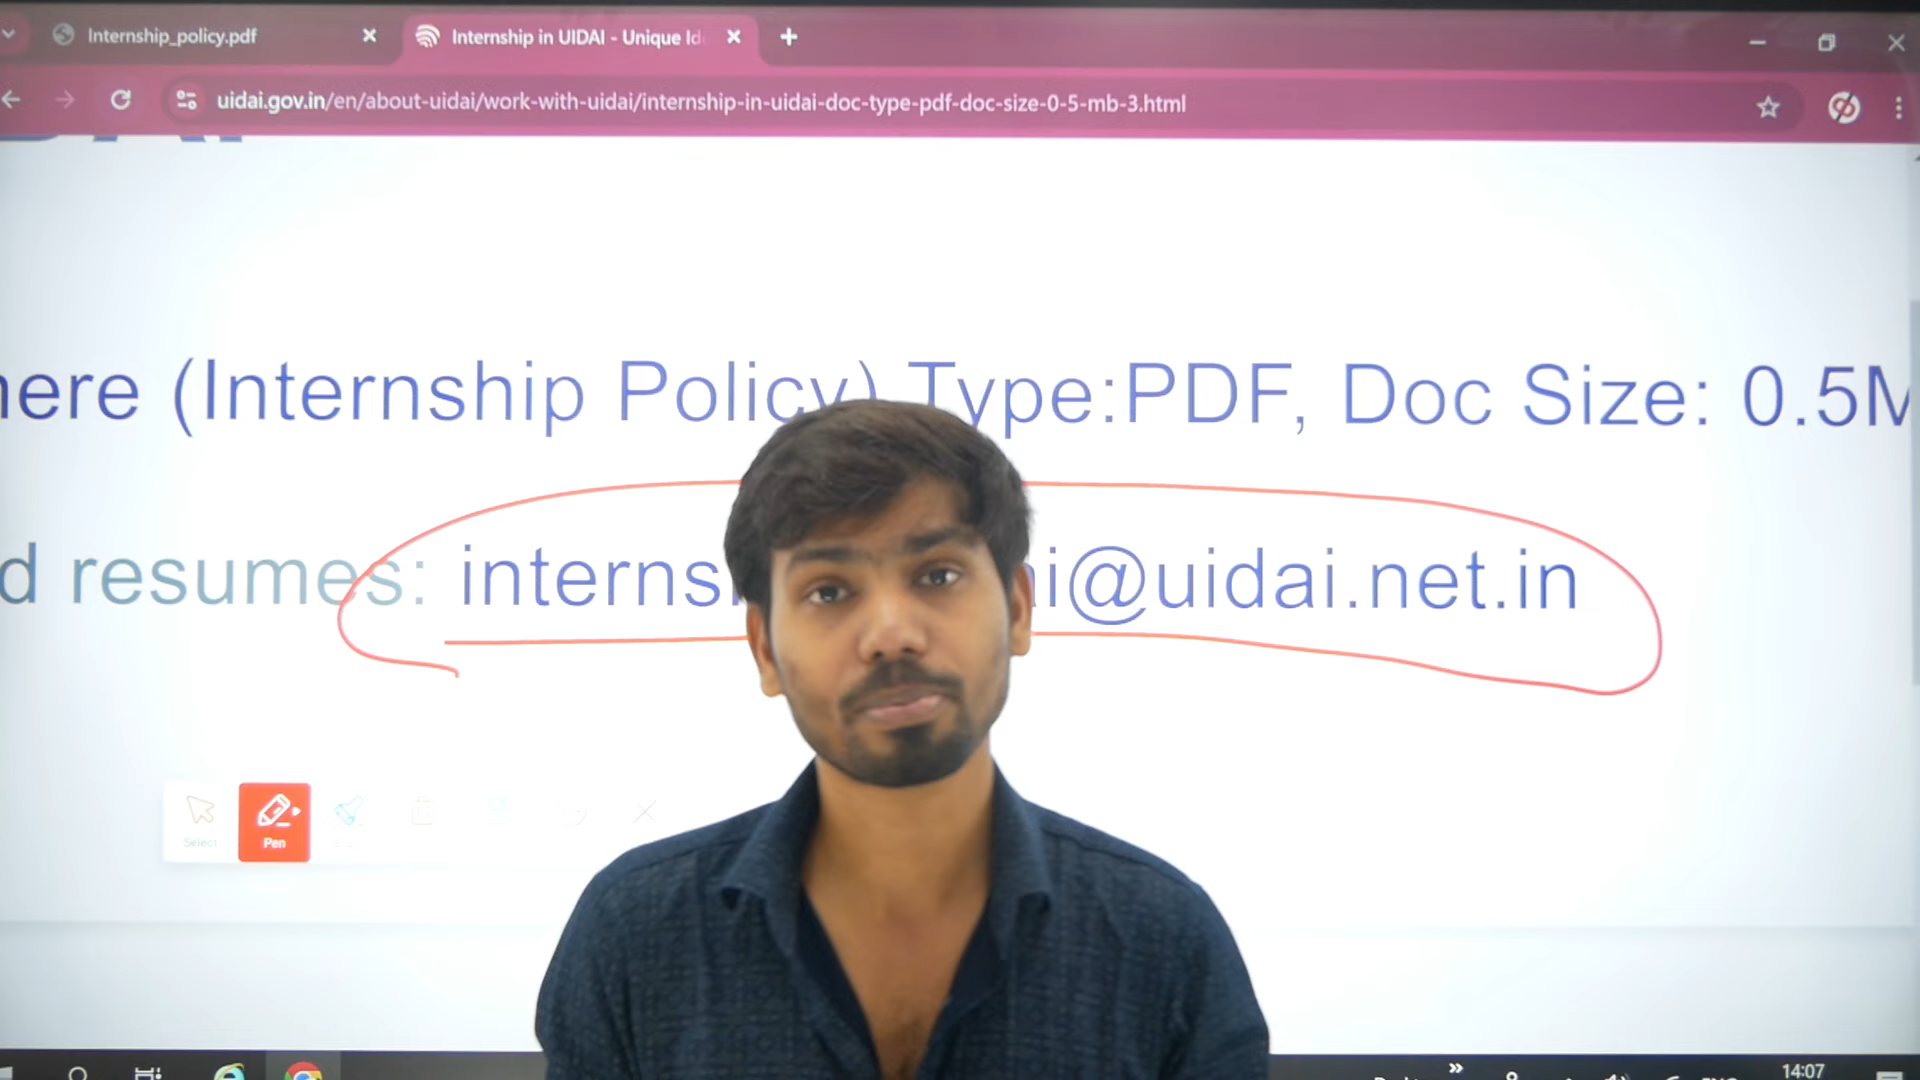 Internship_policy.pdf
Internship in UIDAI - Unique Id
uidai.gov.in/en/about-uidai/work-with-uidai/internship-in-uidai-doc-type-pdf-doc-size-0-5-mb-3.html
here (Internship Policy) Type:PDF, Doc Size: 0.5M
d resumes: interns ai@uidai.net.in
Select
Pen
14:07